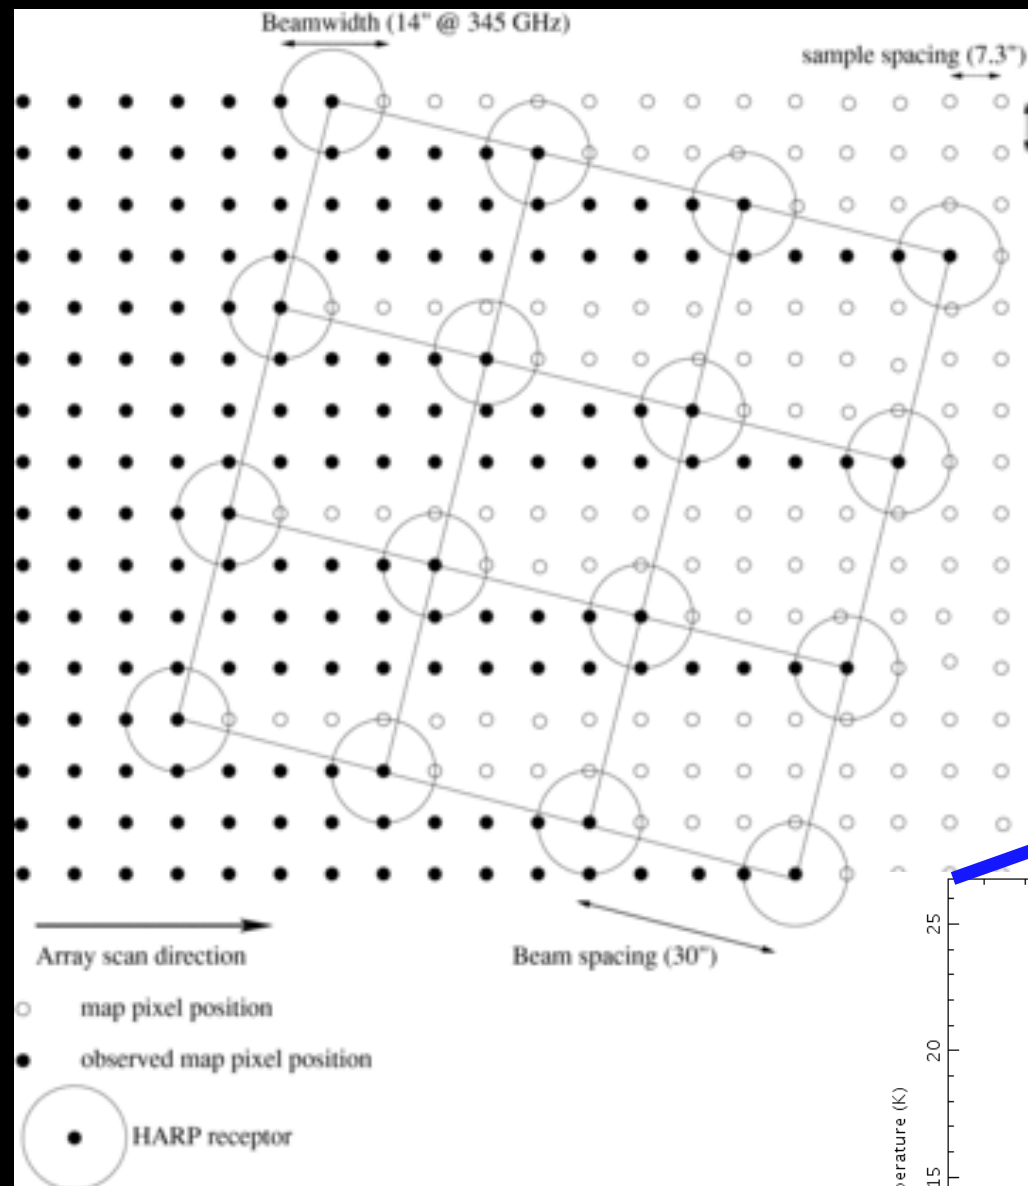 Beamwidth (14" @ 345 GHz)
sample spacing (7.3")
Array scan direction
Beam spacing (30")
map pixel position
observed map pixel position
HARP receptor
25
20
15
perature (K)